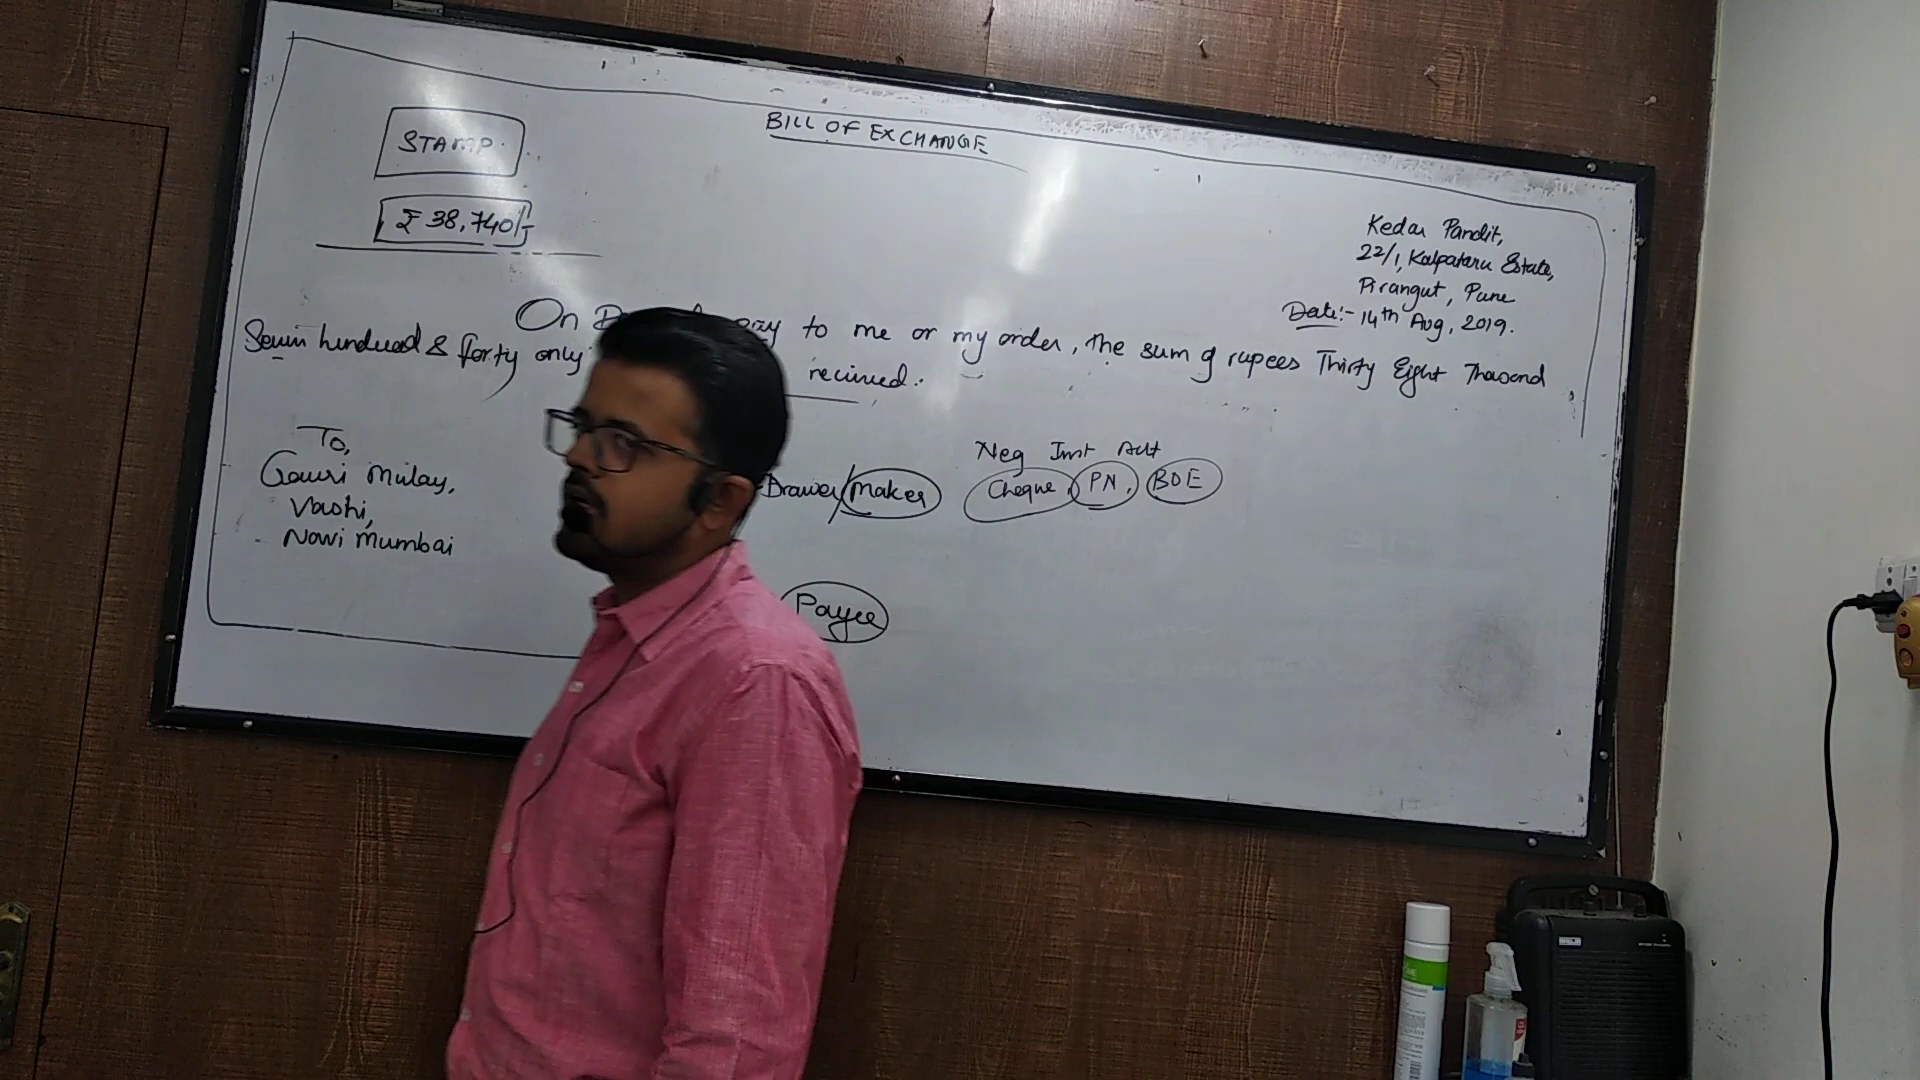 BILL OF EXCHANGE
STAMP
₹ 38,740/-
Kedar Pandit,
22/1, Kalpataru Estate,
Pirangut, Pune
Date:- 14th Aug, 2019.
On pay to me or my order, the sum of rupees Thirty Eight Thousand
Seven hundred & forty only
received.
To,
Gauri Mulay,
Vashi,
Navi Mumbai
Neg Inst Act
Drawer/Maker
Cheque, PN, BOE
Payee